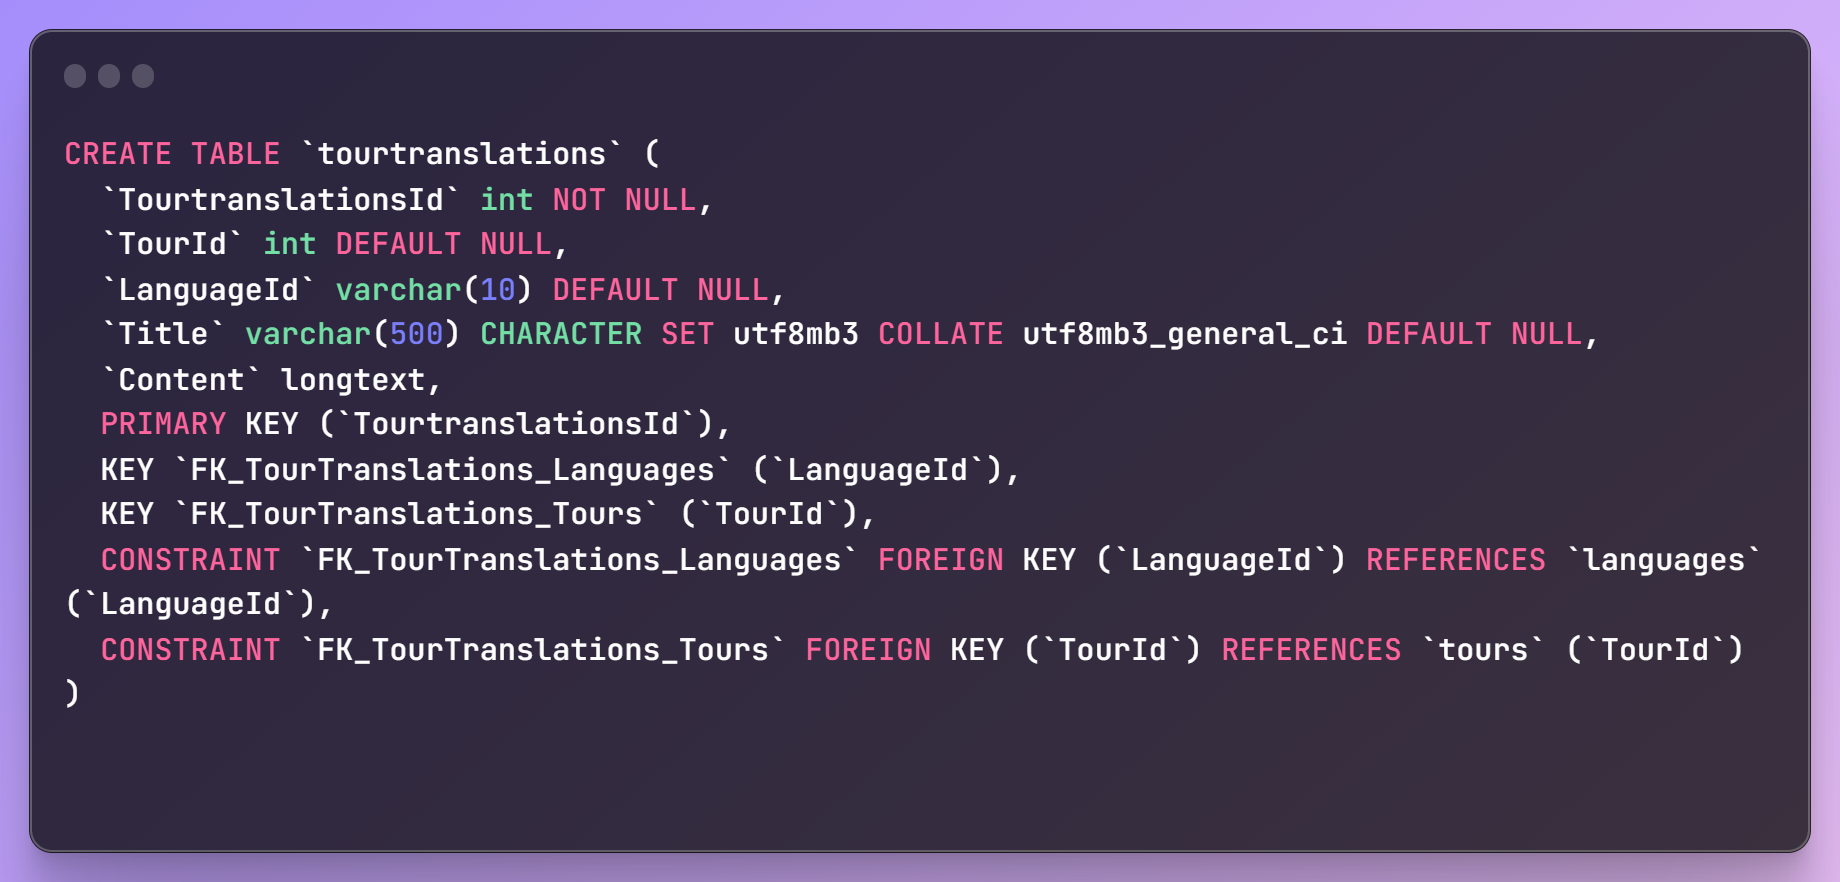 CREATE TABLE `tourtranslations` (
  `TourtranslationsId` int NOT NULL,
  `TourId` int DEFAULT NULL,
  `LanguageId` varchar(10) DEFAULT NULL,
  `Title` varchar(500) CHARACTER SET utf8mb3 COLLATE utf8mb3_general_ci DEFAULT NULL,
  `Content` longtext,
  PRIMARY KEY (`TourtranslationsId`),
  KEY `FK_TourTranslations_Languages` (`LanguageId`),
  KEY `FK_TourTranslations_Tours` (`TourId`),
  CONSTRAINT `FK_TourTranslations_Languages` FOREIGN KEY (`LanguageId`) REFERENCES `languages`
(`LanguageId`),
  CONSTRAINT `FK_TourTranslations_Tours` FOREIGN KEY (`TourId`) REFERENCES `tours` (`TourId`)
)